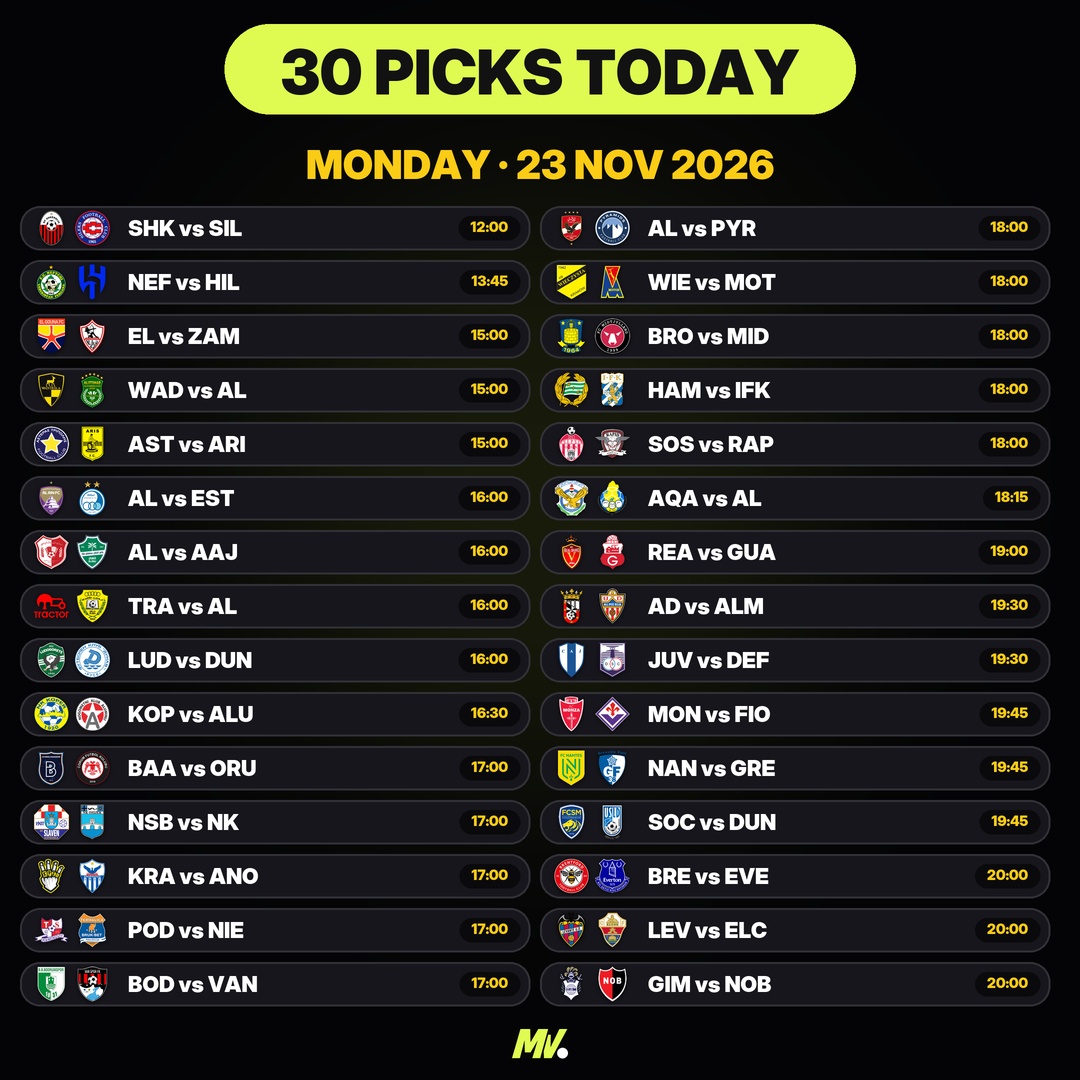 30 PICKS TODAY
MONDAY · 23 NOV 2026
SHK vs SIL 12:00
NEF vs HIL 13:45
EL vs ZAM 15:00
WAD vs AL 15:00
AST vs ARI 15:00
AL vs EST 16:00
AL vs AAJ 16:00
TRA vs AL 16:00
LUD vs DUN 16:00
KOP vs ALU 16:30
BAA vs ORU 17:00
NSB vs NK 17:00
KRA vs ANO 17:00
POD vs NIE 17:00
BOD vs VAN 17:00
AL vs PYR 18:00
WIE vs MOT 18:00
BRO vs MID 18:00
HAM vs IFK 18:00
SOS vs RAP 18:00
AQA vs AL 18:15
REA vs GUA 19:00
AD vs ALM 19:30
JUV vs DEF 19:30
MON vs FIO 19:45
NAN vs GRE 19:45
SOC vs DUN 19:45
BRE vs EVE 20:00
LEV vs ELC 20:00
GIM vs NOB 20:00
MV.